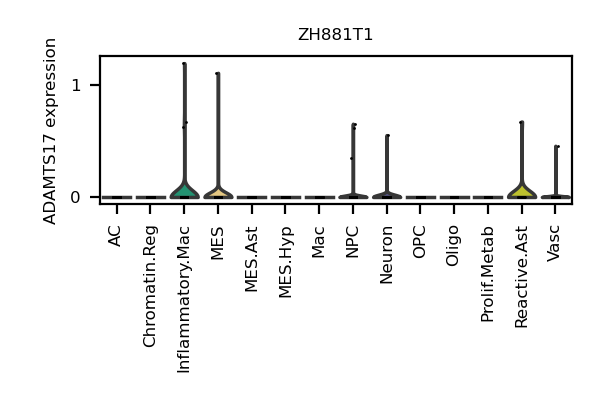 ZH881T1
ADAMTS17 expression
1
0
AC
Chromatin.Reg
Inflammatory.Mac
MES
MES.Ast
MES.Hyp
Mac
NPC
Neuron
OPC
Oligo
Prolif.Metab
Reactive.Ast
Vasc